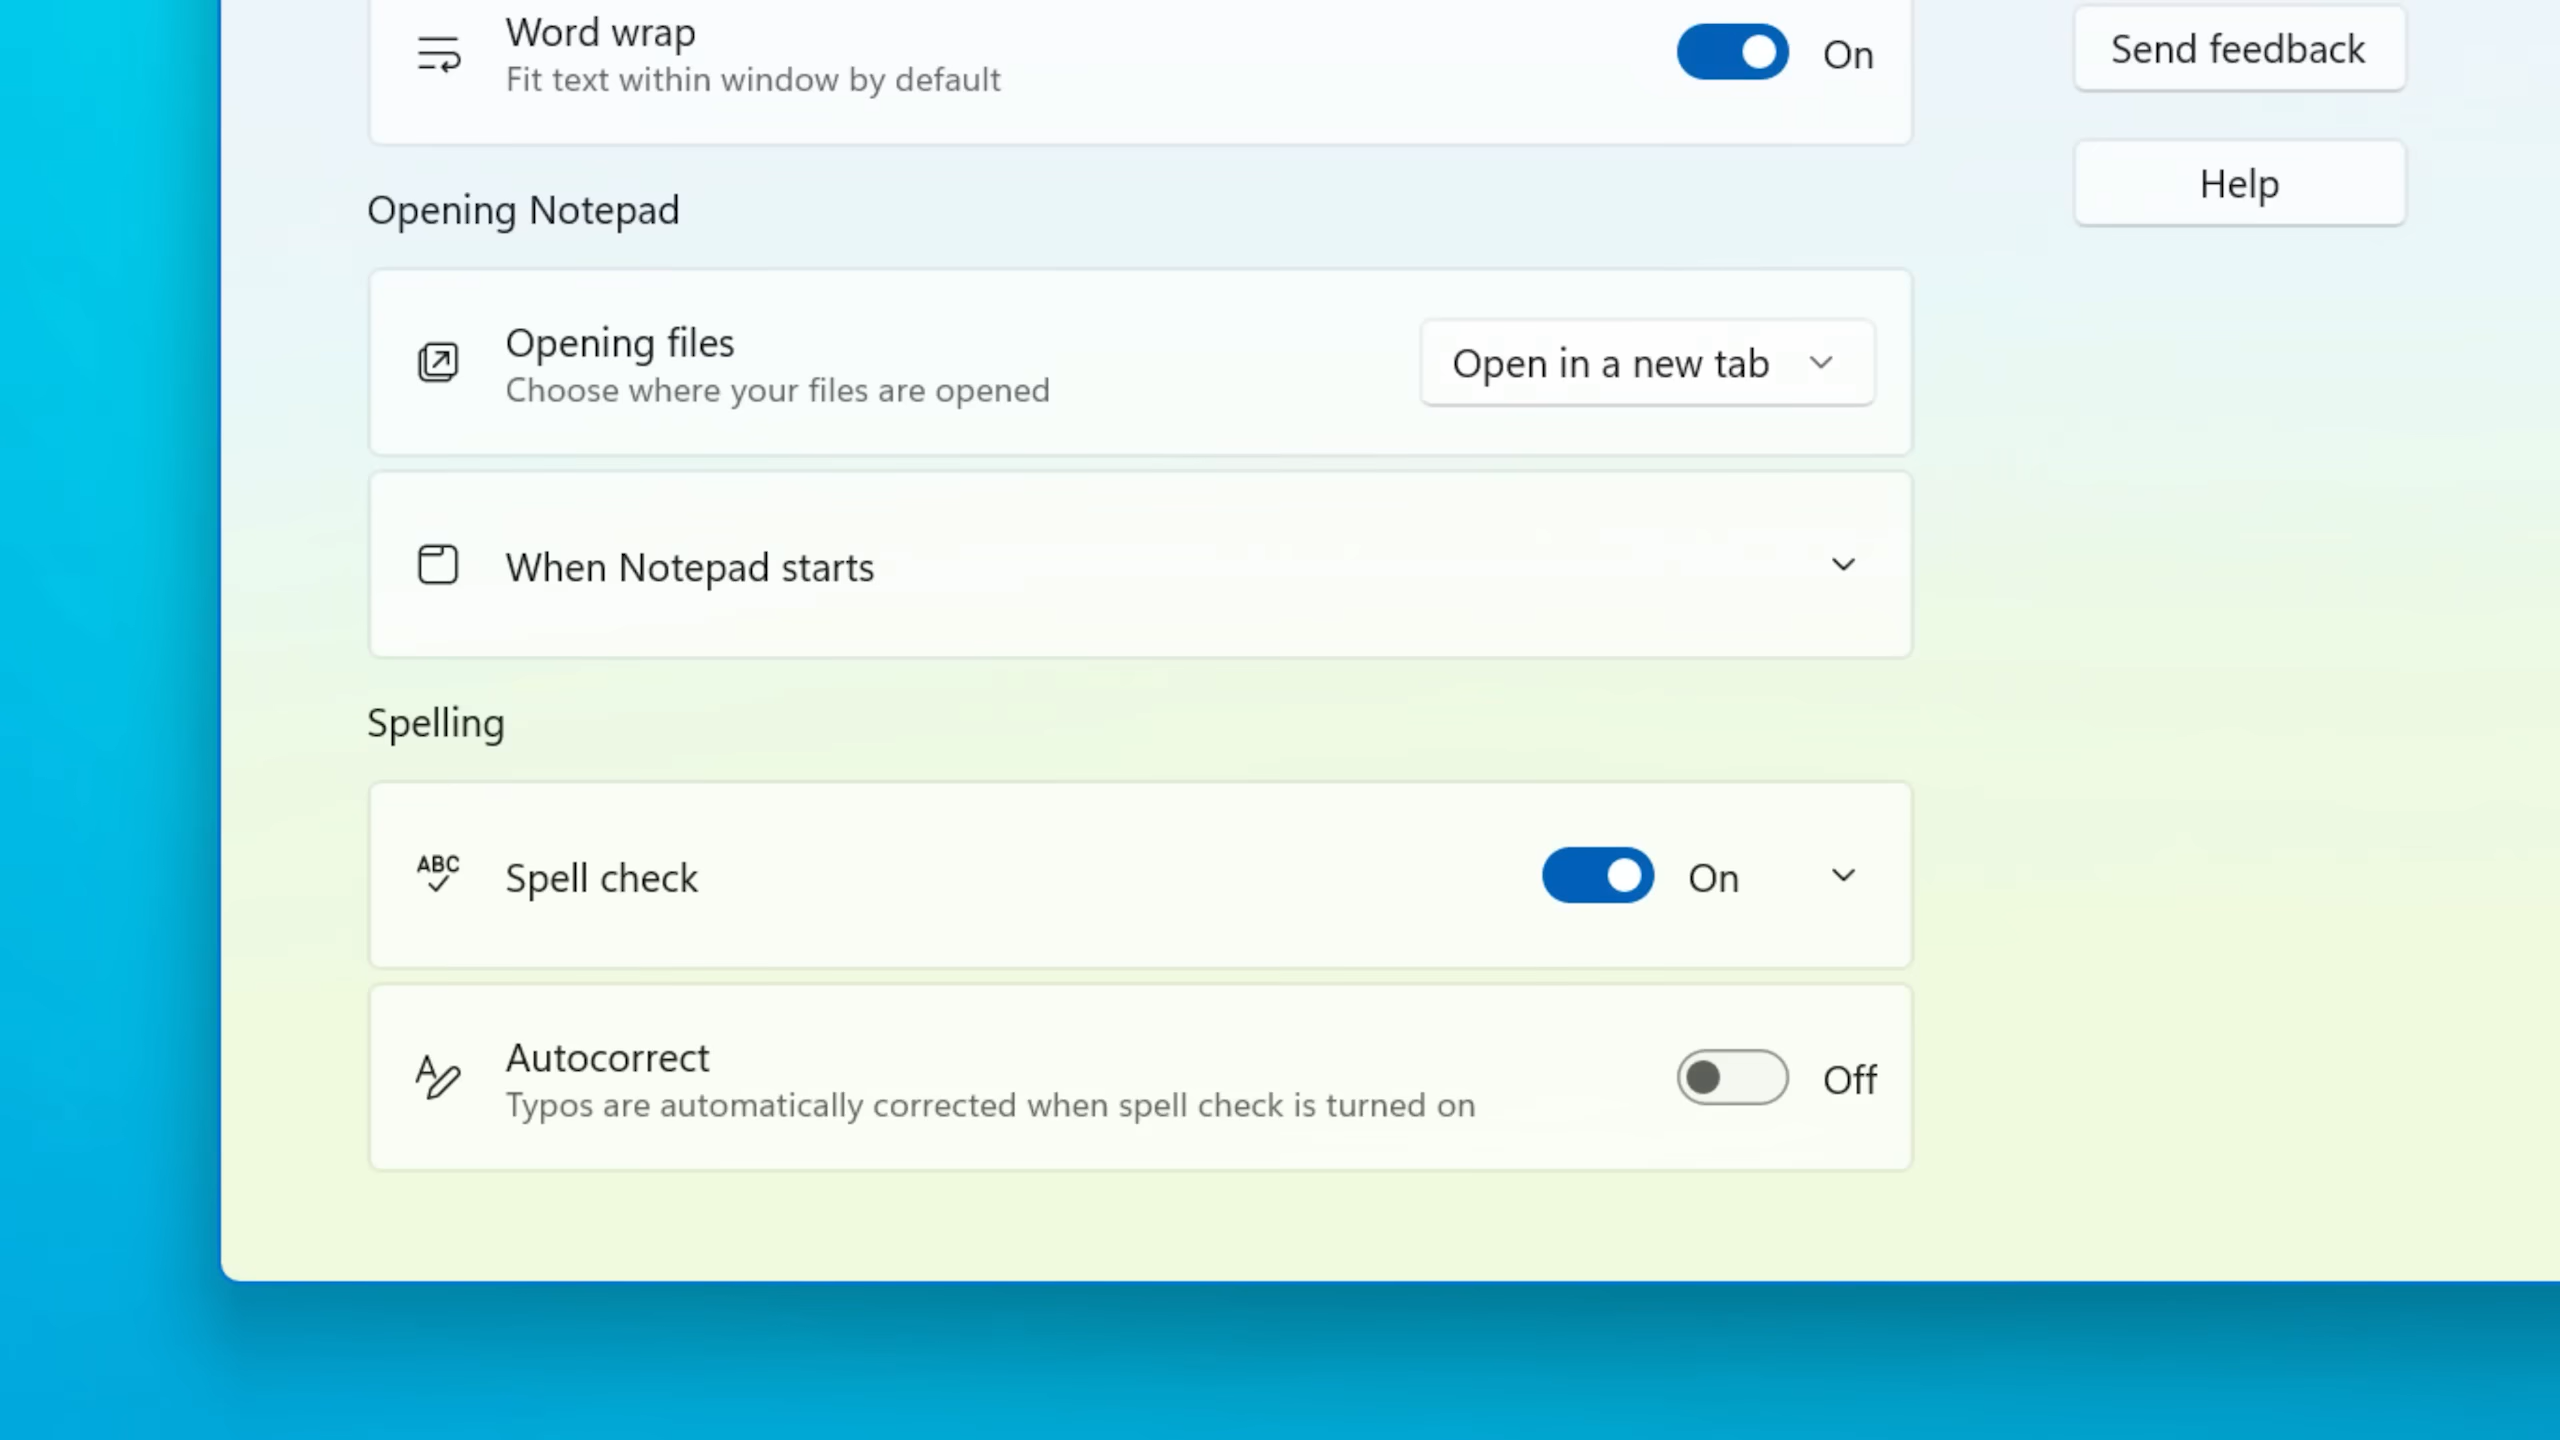 Word wrap
Fit text within window by default
On
Send feedback
Help
Opening Notepad
Opening files
Choose where your files are opened
Open in a new tab
When Notepad starts
Spelling
ABC
Spell check
On
Autocorrect
Typos are automatically corrected when spell check is turned on
Off